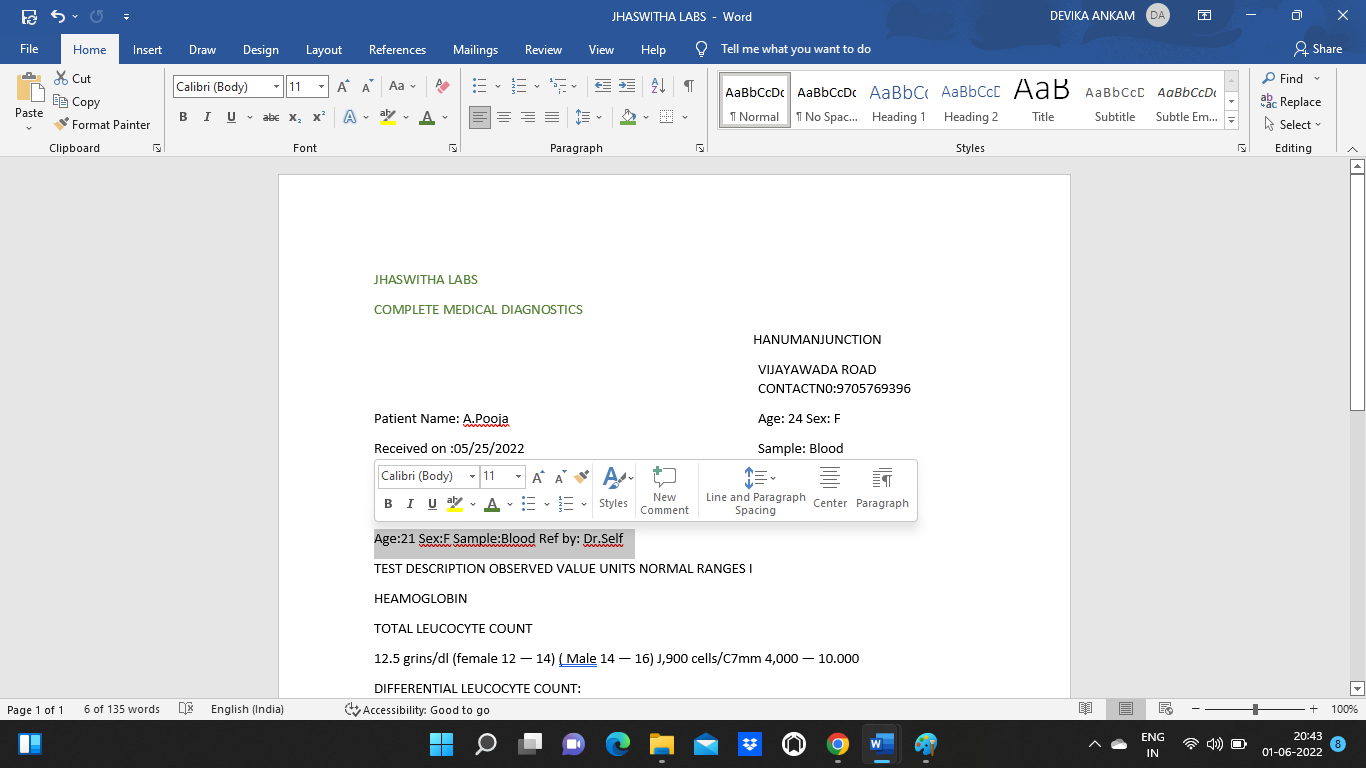 JHASWITHA LABS - Word
DEVIKA ANKAM DA
File Home Insert Draw Design Layout References Mailings Review View Help Tell me what you want to do Share
Paste
Cut
Copy
Format Painter
Clipboard
Calibri (Body) 11
Aa
B I U abc x₂ x²
A ab A
Font
Paragraph
AaBbCcDc AaBbCcDc AaBbCc AaBbCcD AaB AaBbCcD AaBbCcDc
¶ Normal ¶ No Spac... Heading 1 Heading 2 Title Subtitle Subtle Em...
Styles
Find
Replace
Select
Editing
JHASWITHA LABS
COMPLETE MEDICAL DIAGNOSTICS
HANUMANJUNCTION
VIJAYAWADA ROAD
CONTACTN0:9705769396
Patient Name: A.Pooja Age: 24 Sex: F
Received on :05/25/2022 Sample: Blood
Calibri (Body) 11
B I U ab A
Styles
New Comment
Line and Paragraph Spacing
Center
Paragraph
Age:21 Sex:F Sample:Blood Ref by: Dr.Self
TEST DESCRIPTION OBSERVED VALUE UNITS NORMAL RANGES I
HEAMOGLOBIN
TOTAL LEUCOCYTE COUNT
12.5 grins/dl (female 12 — 14) ( Male 14 — 16) J,900 cells/C7mm 4,000 — 10.000
DIFFERENTIAL LEUCOCYTE COUNT:
Page 1 of 1 6 of 135 words English (India) Accessibility: Good to go 100%
ENG
IN
20:43
01-06-2022
8